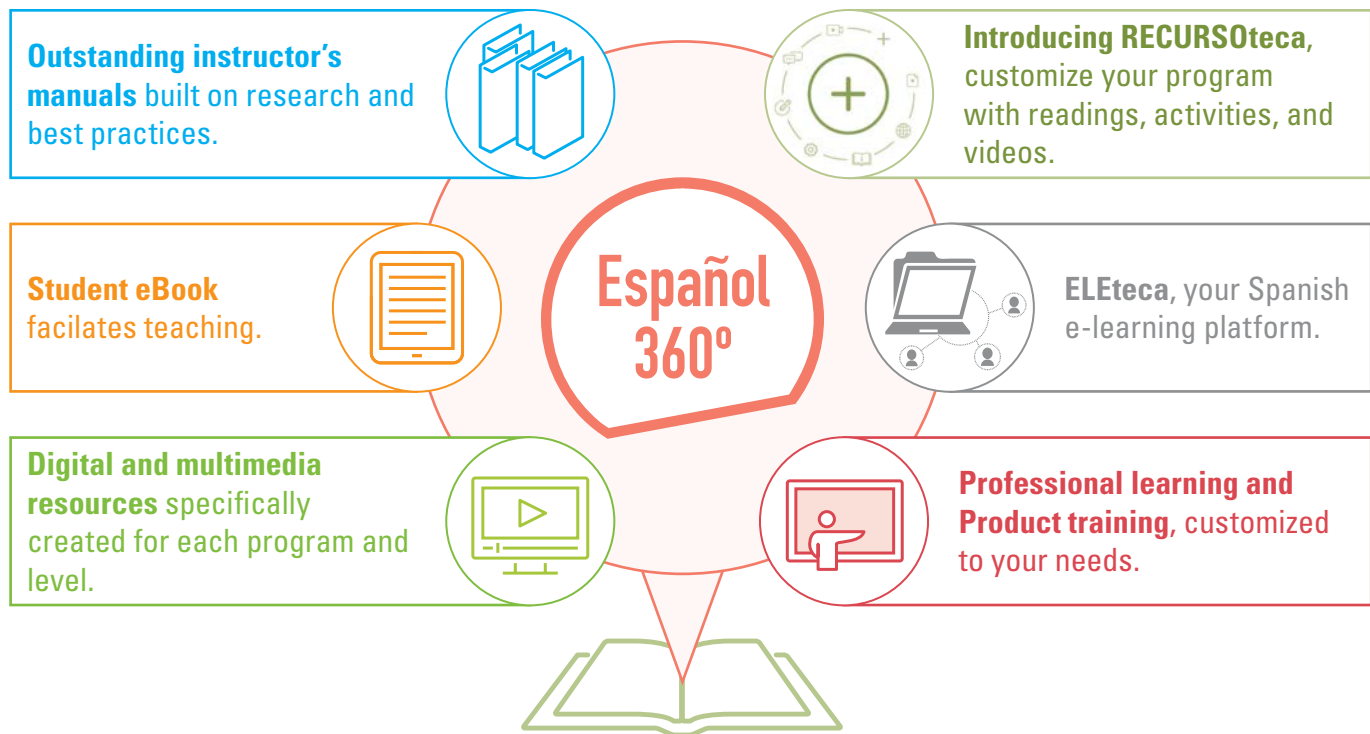 Outstanding instructor's
manuals built on research and
best practices.
Student eBook
facilates teaching.
Digital and multimedia
resources specifically
created for each program and
level.
Español
360º
Introducing RECURSOteca,
customize your program
with readings, activities, and
videos.
ELEteca, your Spanish
e-learning platform.
Professional learning and
Product training, customized
to your needs.